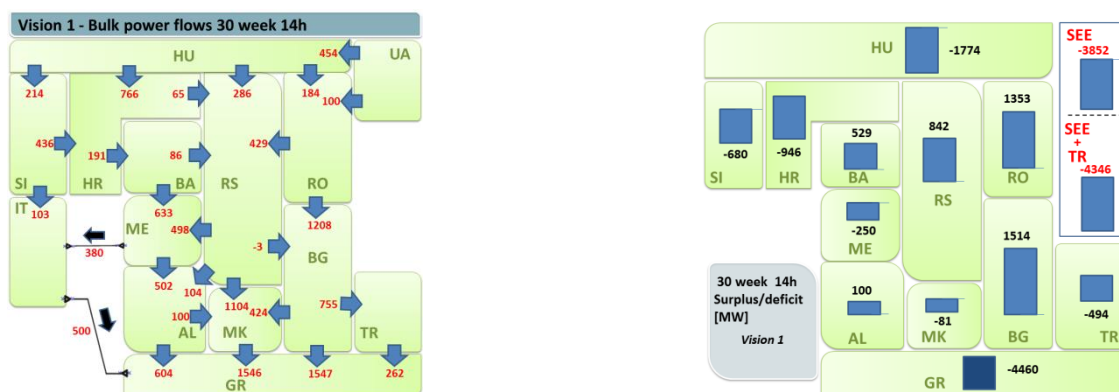 Vision 1 - Bulk power flows 30 week 14h
454
UA
HU
214
766
65
286
184
100
436
191
86
429
SI
HR
BA
RS
RO
IT
103
633
1208
ME
498
-3
BG
380
502
104
1104
755
100
424
500
AL
MK
TR
604
1546
1547
262
GR
HU
-1774
SEE
-3852
SEE
+
TR
-4346
-680
-946
529
842
1353
SI
HR
BA
RS
RO
-250
ME
1514
30 week 14h
Surplus/deficit
[MW]
Vision 1
100
-81
-494
AL
MK
BG
TR
GR
-4460